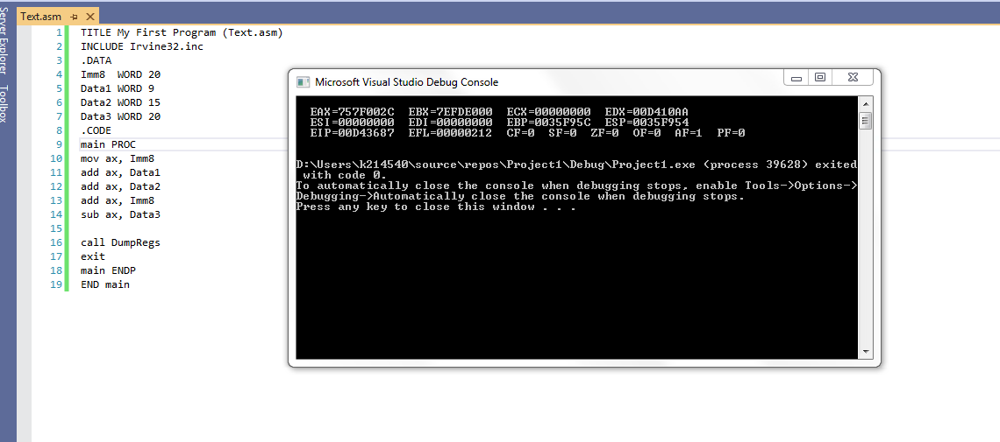 Server Explorer
Toolbox
Text.asm
1 TITLE My First Program (Text.asm)
2 INCLUDE Irvine32.inc
3 .DATA
4 Imm8  WORD 20
5 Data1 WORD 9
6 Data2 WORD 15
7 Data3 WORD 20
8 .CODE
9 main PROC
10 mov ax, Imm8
11 add ax, Data1
12 add ax, Data2
13 add ax, Imm8
14 sub ax, Data3
15
16 call DumpRegs
17 exit
18 main ENDP
19 END main
Microsoft Visual Studio Debug Console
EAX=757F002C  EBX=7EFDE000  ECX=00000000  EDX=00D410AA
ESI=00000000  EDI=00000000  EBP=0035F95C  ESP=0035F954
EIP=00D43687  EFL=00000212  CF=0  SF=0  ZF=0  OF=0  AF=1  PF=0
D:\Users\k214540\source\repos\Project1\Debug\Project1.exe (process 39628) exited
with code 0.
To automatically close the console when debugging stops, enable Tools->Options->
Debugging->Automatically close the console when debugging stops.
Press any key to close this window . . .